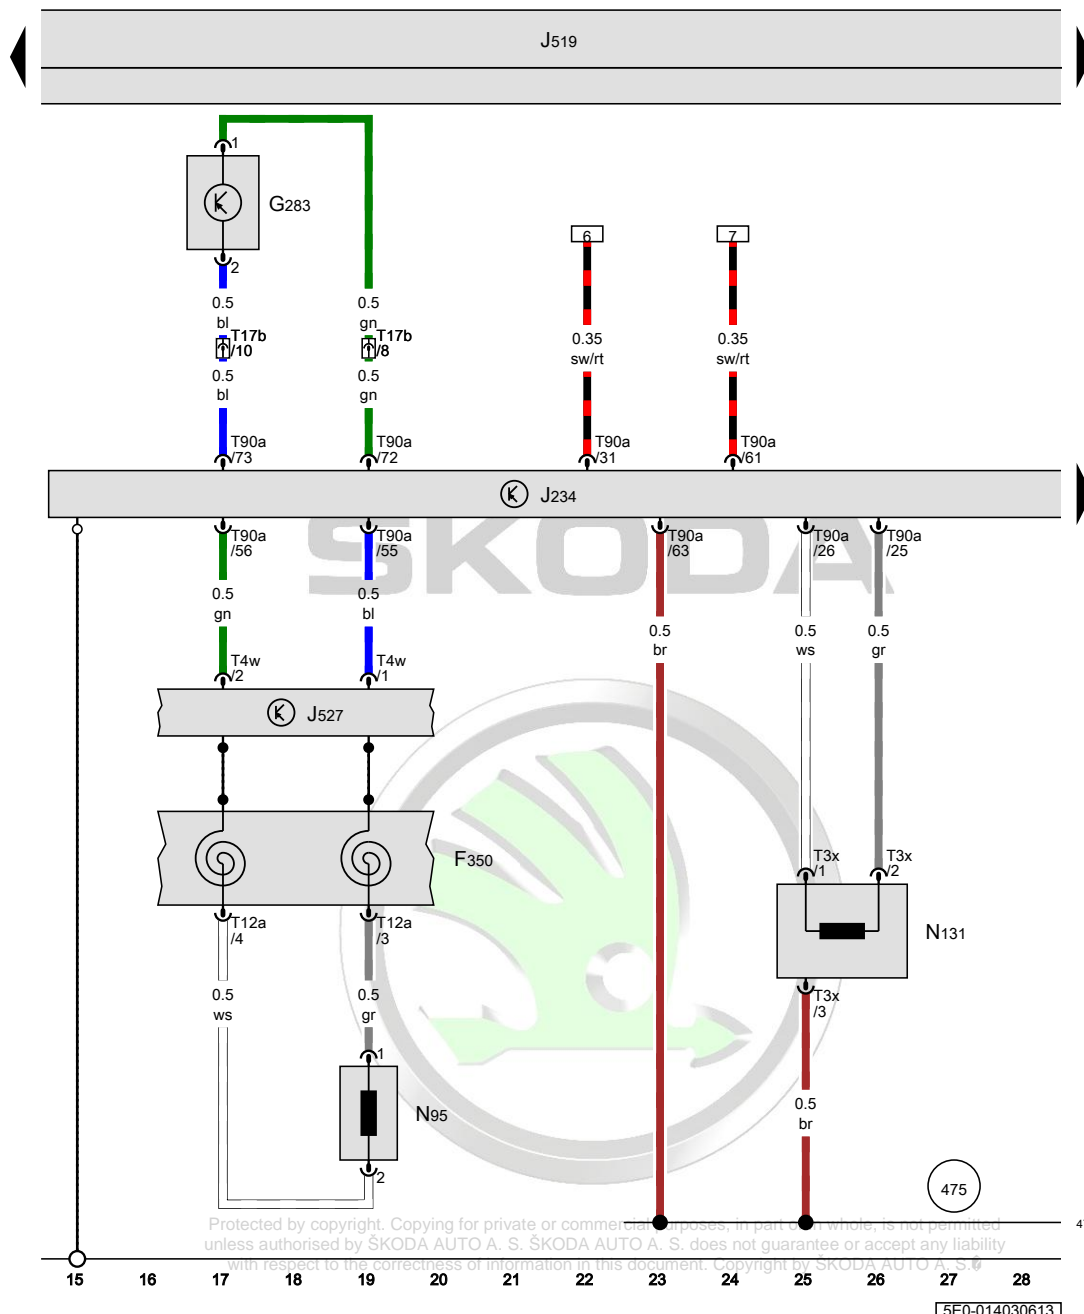 J519
1
G283
2
6
7
0.5
bl
0.5
gn
0.35
sw/rt
0.35
sw/rt
T17b
/10
T17b
/8
0.5
bl
0.5
gn
T90a
/73
T90a
/72
T90a
/31
T90a
/61
J234
ŠKODA
T90a
/56
T90a
/55
T90a
/63
T90a
/26
T90a
/25
0.5
gn
0.5
bl
0.5
br
0.5
ws
0.5
gr
T4w
/2
T4w
/1
J527
F350
T3x
/1
T3x
/2
T12a
/4
T12a
/3
N131
0.5
ws
0.5
gr
T3x
/3
1
N95
2
0.5
br
475
Protected by copyright. Copying for private or commercial purposes, in part or in whole, is not permitted
unless authorised by ŠKODA AUTO A. S. ŠKODA AUTO A. S. does not guarantee or accept any liability
with respect to the correctness of information in this document. Copyright by ŠKODA AUTO A. S.
15 16 17 18 19 20 21 22 23 24 25 26 27 28
5E0-014030613